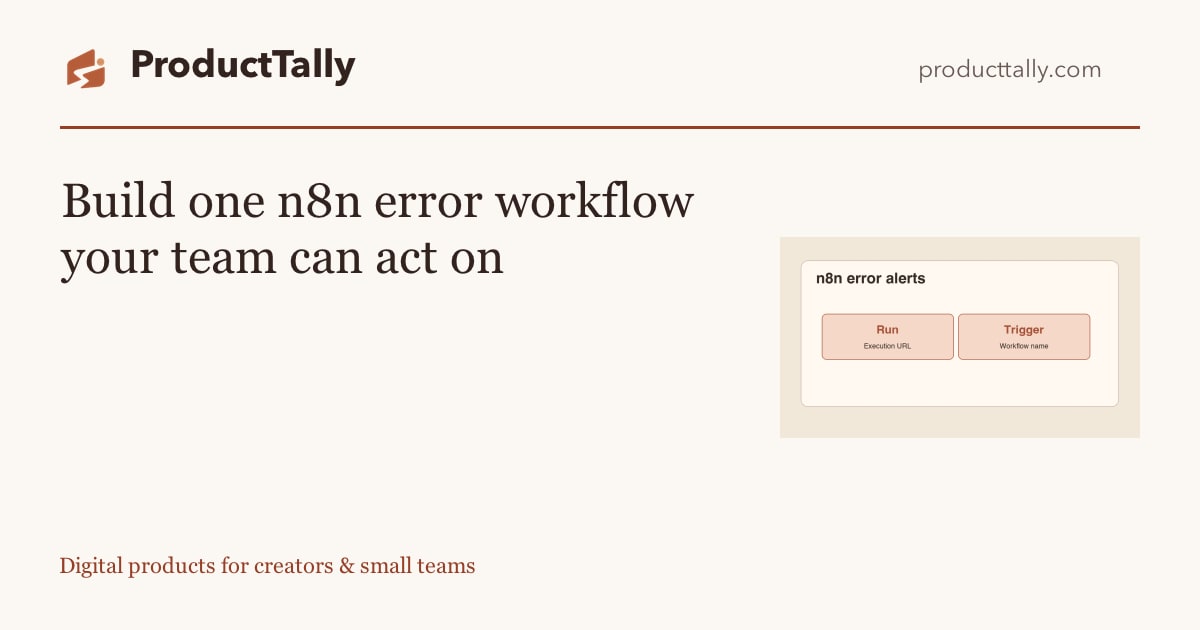 ProductTally
producttally.com
Build one n8n error workflow
your team can act on
n8n error alerts
Run
Execution URL
Trigger
Workflow name
Digital products for creators & small teams